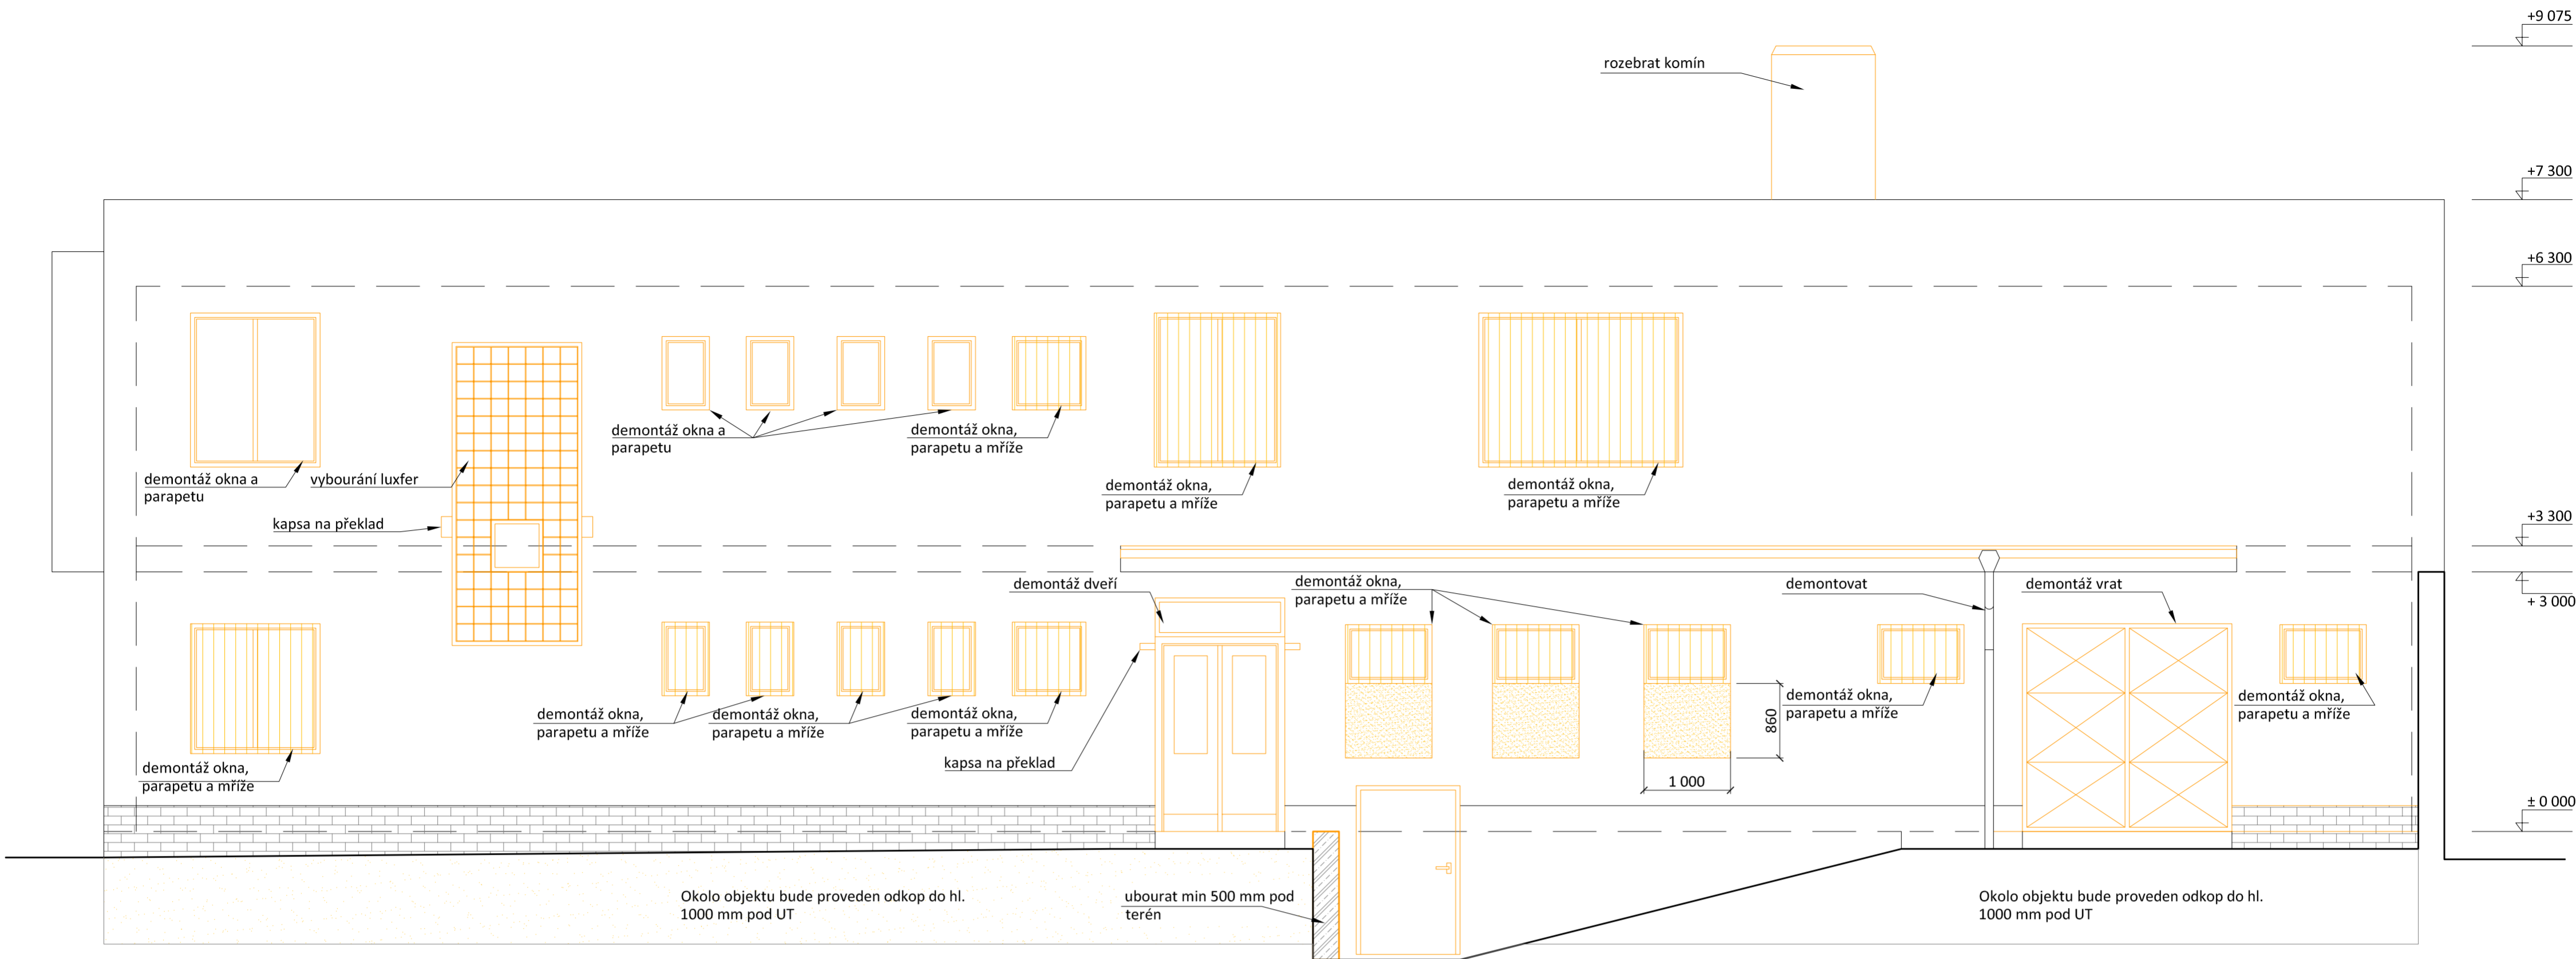 +9 075
rozebrat komín
+7 300
+6 300
demontáž okna a
parapetu
demontáž okna,
parapetu a mříže
demontáž okna a
parapetu
vybourání luxfer
demontáž okna,
parapetu a mříže
demontáž okna,
parapetu a mříže
kapsa na překlad
+3 300
demontáž dveří
demontáž okna,
parapetu a mříže
demontovat
demontáž vrat
+ 3 000
demontáž okna,
parapetu a mříže
demontáž okna,
parapetu a mříže
demontáž okna,
parapetu a mříže
860
demontáž okna,
parapetu a mříže
demontáž okna,
parapetu a mříže
kapsa na překlad
demontáž okna,
parapetu a mříže
1 000
± 0 000
Okolo objektu bude proveden odkop do hl.
1000 mm pod UT
ubourat min 500 mm pod
terén
Okolo objektu bude proveden odkop do hl.
1000 mm pod UT